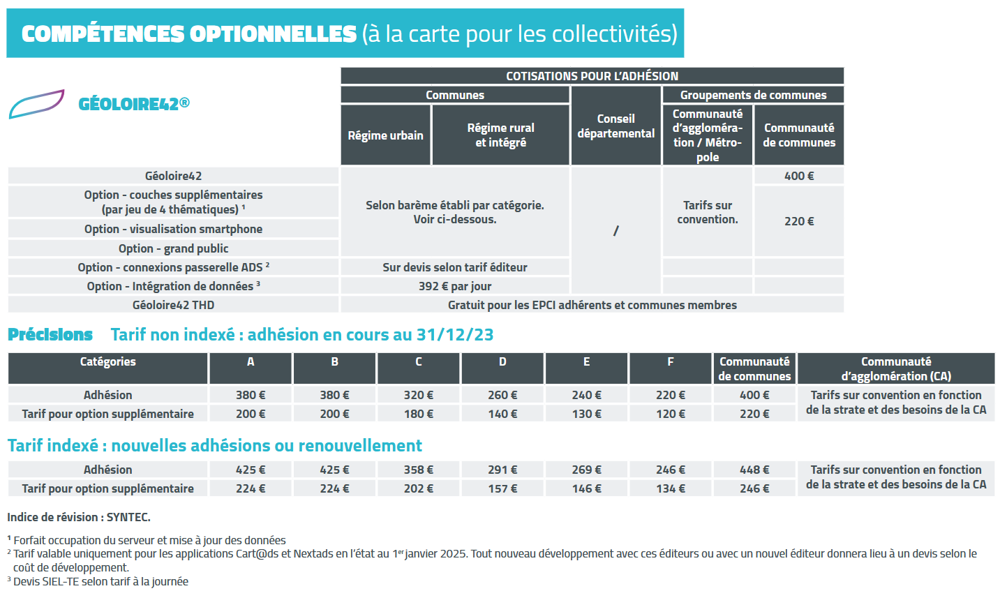 COMPÉTENCES OPTIONNELLES (à la carte pour les collectivités)
GÉOLOIRE42®
COTISATIONS POUR L'ADHÉSION
Communes
Conseil
départemental
Groupements de communes
Régime urbain
Régime rural
et intégré
Communauté
d'aggloméra-
tion / Métro-
pole
Communauté
de communes
Géoloire42
Selon barème établi par catégorie.
Voir ci-dessous.
/
Tarifs sur
convention.
400 €
Option - couches supplémentaires
(par jeu de 4 thématiques) ¹
220 €
Option - visualisation smartphone
Option - grand public
Option - connexions passerelle ADS ²
Sur devis selon tarif éditeur
Option - Intégration de données ³
392 € par jour
Géoloire42 THD
Gratuit pour les EPCI adhérents et communes membres
Précisions Tarif non indexé : adhésion en cours au 31/12/23
Catégories A B C D E F Communauté
de communes
Communauté
d'agglomération (CA)
Adhésion 380 € 380 € 320 € 260 € 240 € 220 € 400 €
Tarifs sur convention en fonction
de la strate et des besoins de la CA
Tarif pour option supplémentaire 200 € 200 € 180 € 140 € 130 € 120 € 220 €
Tarif indexé : nouvelles adhésions ou renouvellement
Adhésion 425 € 425 € 358 € 291 € 269 € 246 € 448 €
Tarifs sur convention en fonction
de la strate et des besoins de la CA
Tarif pour option supplémentaire 224 € 224 € 202 € 157 € 146 € 134 € 246 €
Indice de révision : SYNTEC.
¹ Forfait occupation du serveur et mise à jour des données
² Tarif valable uniquement pour les applications Cart@ds et Nextads en l'état au 1er janvier 2025. Tout nouveau développement avec ces éditeurs ou avec un nouvel éditeur donnera lieu à un devis selon le
coût de développement.
³ Devis SIEL-TE selon tarif à la journée